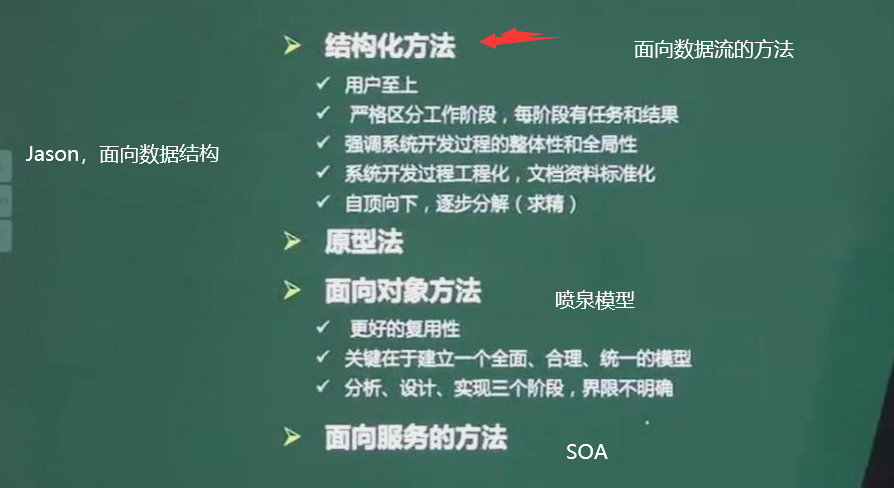 结构化方法
面向数据流的方法
用户至上
严格区分工作阶段，每阶段有任务和结果
强调系统开发过程的整体性和全局性
Jason，面向数据结构
系统开发过程工程化，文档资料标准化
自顶向下，逐步分解（求精）
原型法
面向对象方法
喷泉模型
更好的复用性
关键在于建立一个全面、合理、统一的模型
分析、设计、实现三个阶段，界限不明确
面向服务的方法
SOA